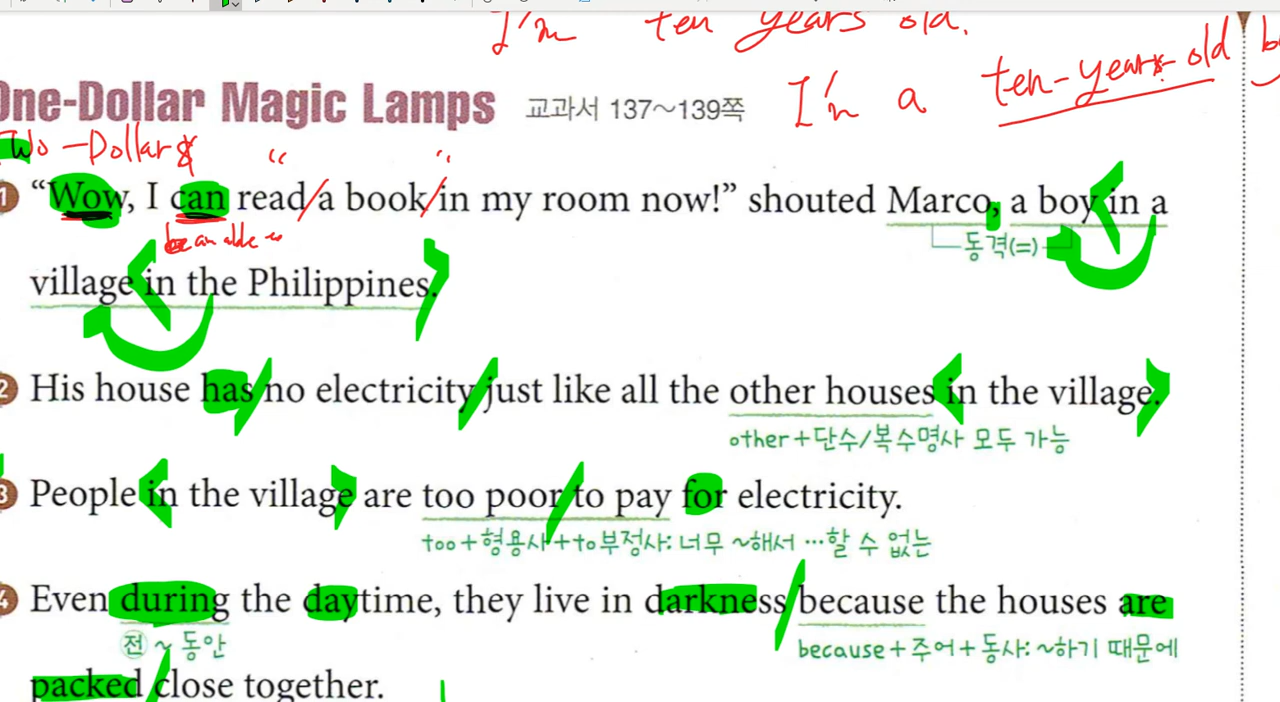 I'm ten years old.
I'm a ten-years-old
One-Dollar Magic Lamps 교과서 137~139쪽
Two-Dollars
1 "Wow, I can read a book in my room now!" shouted Marco, a boy in a
동격(=)
village in the Philippines.
2 His house has no electricity just like all the other houses in the village.
other+단수/복수명사 모두 가능
3 People in the village are too poor to pay for electricity.
too+형용사+to부정사: 너무 ~해서 …할 수 없는
4 Even during the daytime, they live in darkness because the houses are
전 ~ 동안
because+주어+동사: ~하기 때문에
packed close together.